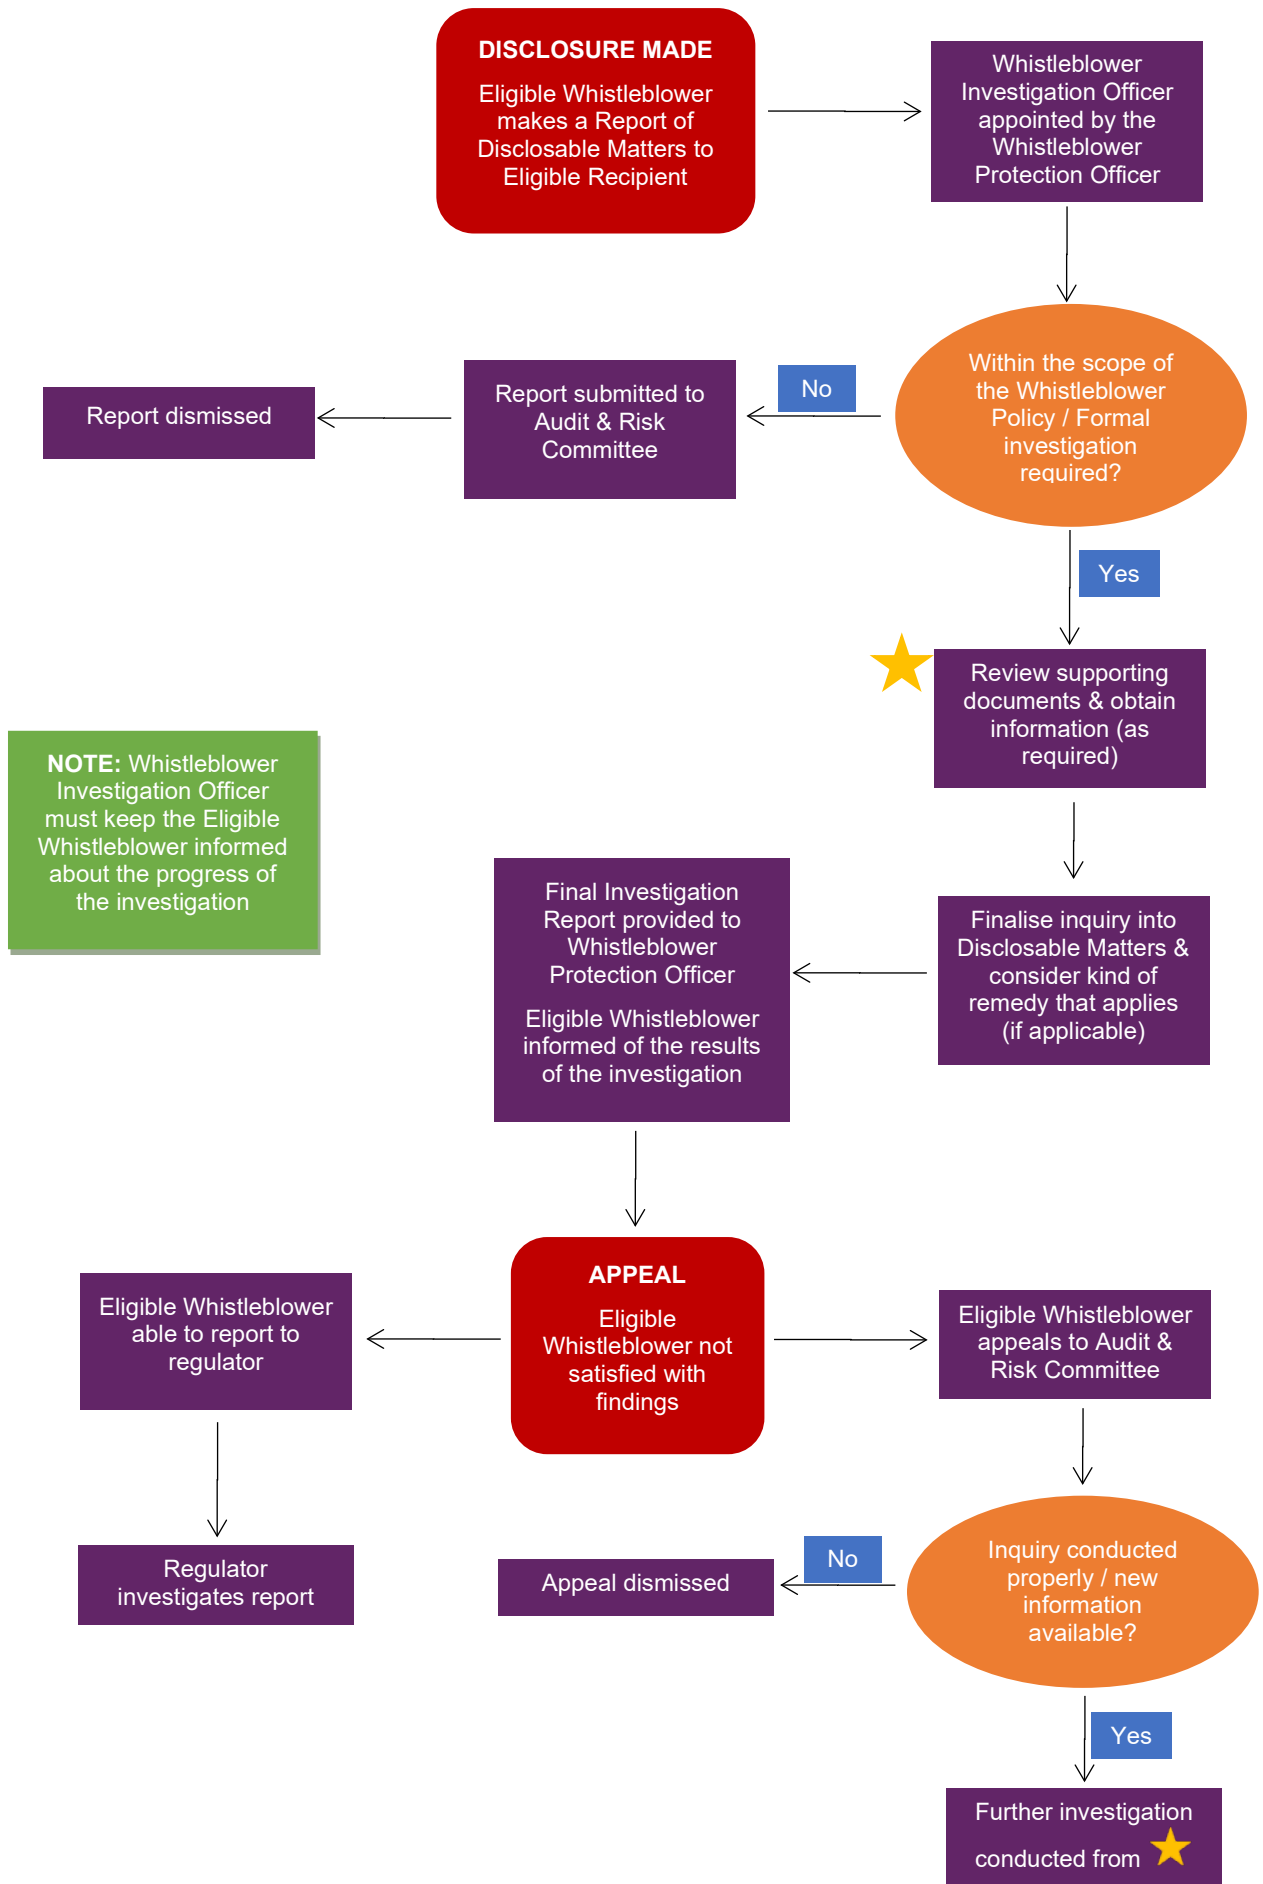 DISCLOSURE MADE
Eligible Whistleblower
makes a Report of
Disclosable Matters to
Eligible Recipient
Whistleblower
Investigation Officer
appointed by the
Whistleblower
Protection Officer
Within the scope of
the Whistleblower
Policy / Formal
investigation
required?
No
Report submitted to
Audit & Risk
Committee
Report dismissed
Yes
Review supporting
documents & obtain
information (as
required)
NOTE: Whistleblower
Investigation Officer
must keep the Eligible
Whistleblower informed
about the progress of
the investigation
Finalise inquiry into
Disclosable Matters &
consider kind of
remedy that applies
(if applicable)
Final Investigation
Report provided to
Whistleblower
Protection Officer
Eligible Whistleblower
informed of the results
of the investigation
APPEAL
Eligible
Whistleblower not
satisfied with
findings
Eligible Whistleblower
able to report to
regulator
Regulator
investigates report
Eligible Whistleblower
appeals to Audit &
Risk Committee
Inquiry conducted
properly / new
information
available?
No
Appeal dismissed
Yes
Further investigation
conducted from